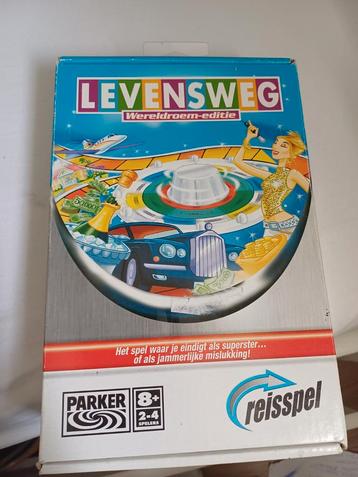 LEVENSWEG
Wereldroem-editie
Het spel waar je eindigt als superster...
of als jammerlijke mislukking!
PARKER
8+
2-4
SPELERS
reisspel